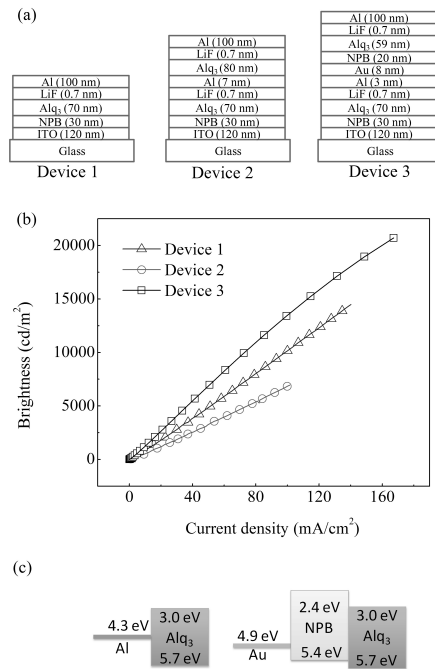 (a)
Al (100 nm)
LiF (0.7 nm)
Alq3 (70 nm)
NPB (30 nm)
ITO (120 nm)
Glass
Device 1
Al (100 nm)
LiF (0.7 nm)
Alq3 (80 nm)
Al (7 nm)
LiF (0.7 nm)
Alq3 (70 nm)
NPB (30 nm)
ITO (120 nm)
Glass
Device 2
Al (100 nm)
LiF (0.7 nm)
Alq3 (59 nm)
NPB (20 nm)
Au (8 nm)
Al (3 nm)
LiF (0.7 nm)
Alq3 (70 nm)
NPB (30 nm)
ITO (120 nm)
Glass
Device 3
(b)
Brightness (cd/m²)
20000
15000
10000
5000
0
Device 1
Device 2
Device 3
0 40 80 120 160
Current density (mA/cm²)
(c)
4.3 eV
Al
3.0 eV
Alq3
5.7 eV
4.9 eV
Au
2.4 eV
NPB
5.4 eV
3.0 eV
Alq3
5.7 eV